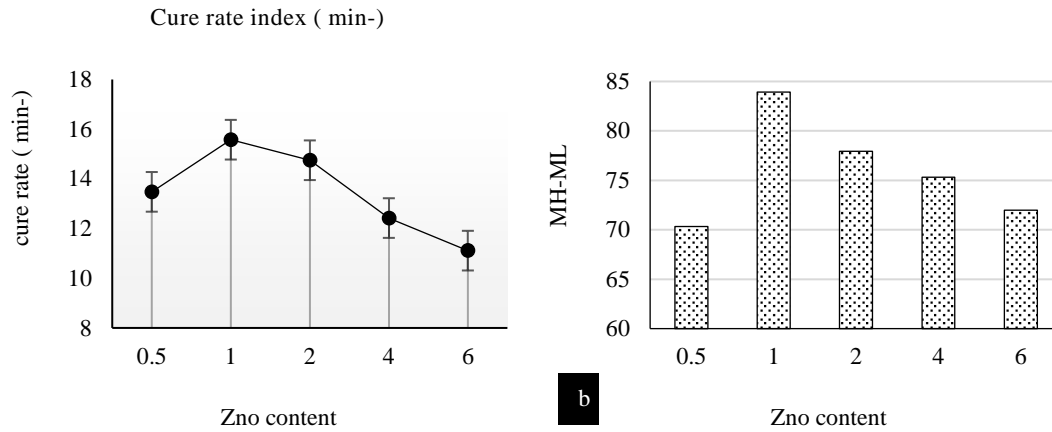 Cure rate index ( min-)
cure rate ( min-)
18
16
14
12
10
8
0.5 1 2 4 6
Zno content
MH-ML
85
80
75
70
65
60
0.5 1 2 4 6
b
Zno content